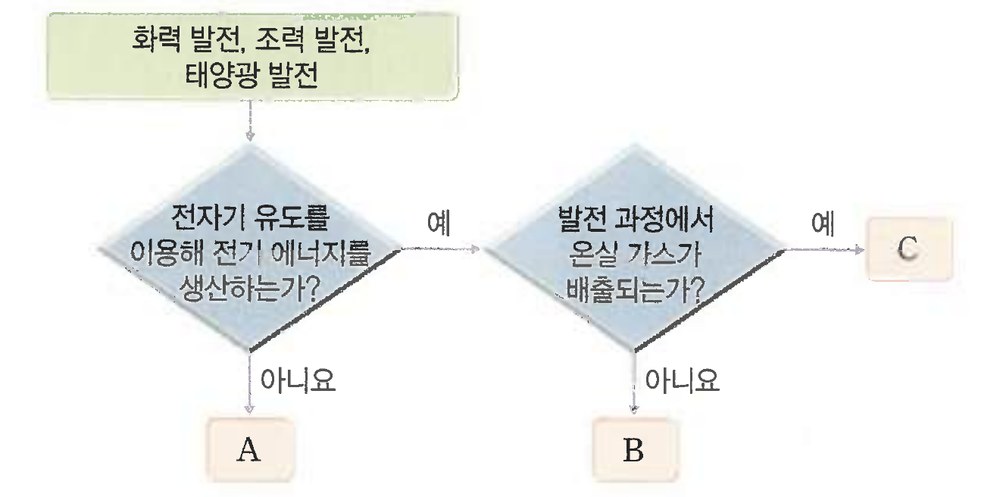 화력 발전, 조력 발전,
태양광 발전
전자기 유도를
이용해 전기 에너지를
생산하는가?
예
발전 과정에서
온실 가스가
배출되는가?
예
C
아니요
아니요
A
B